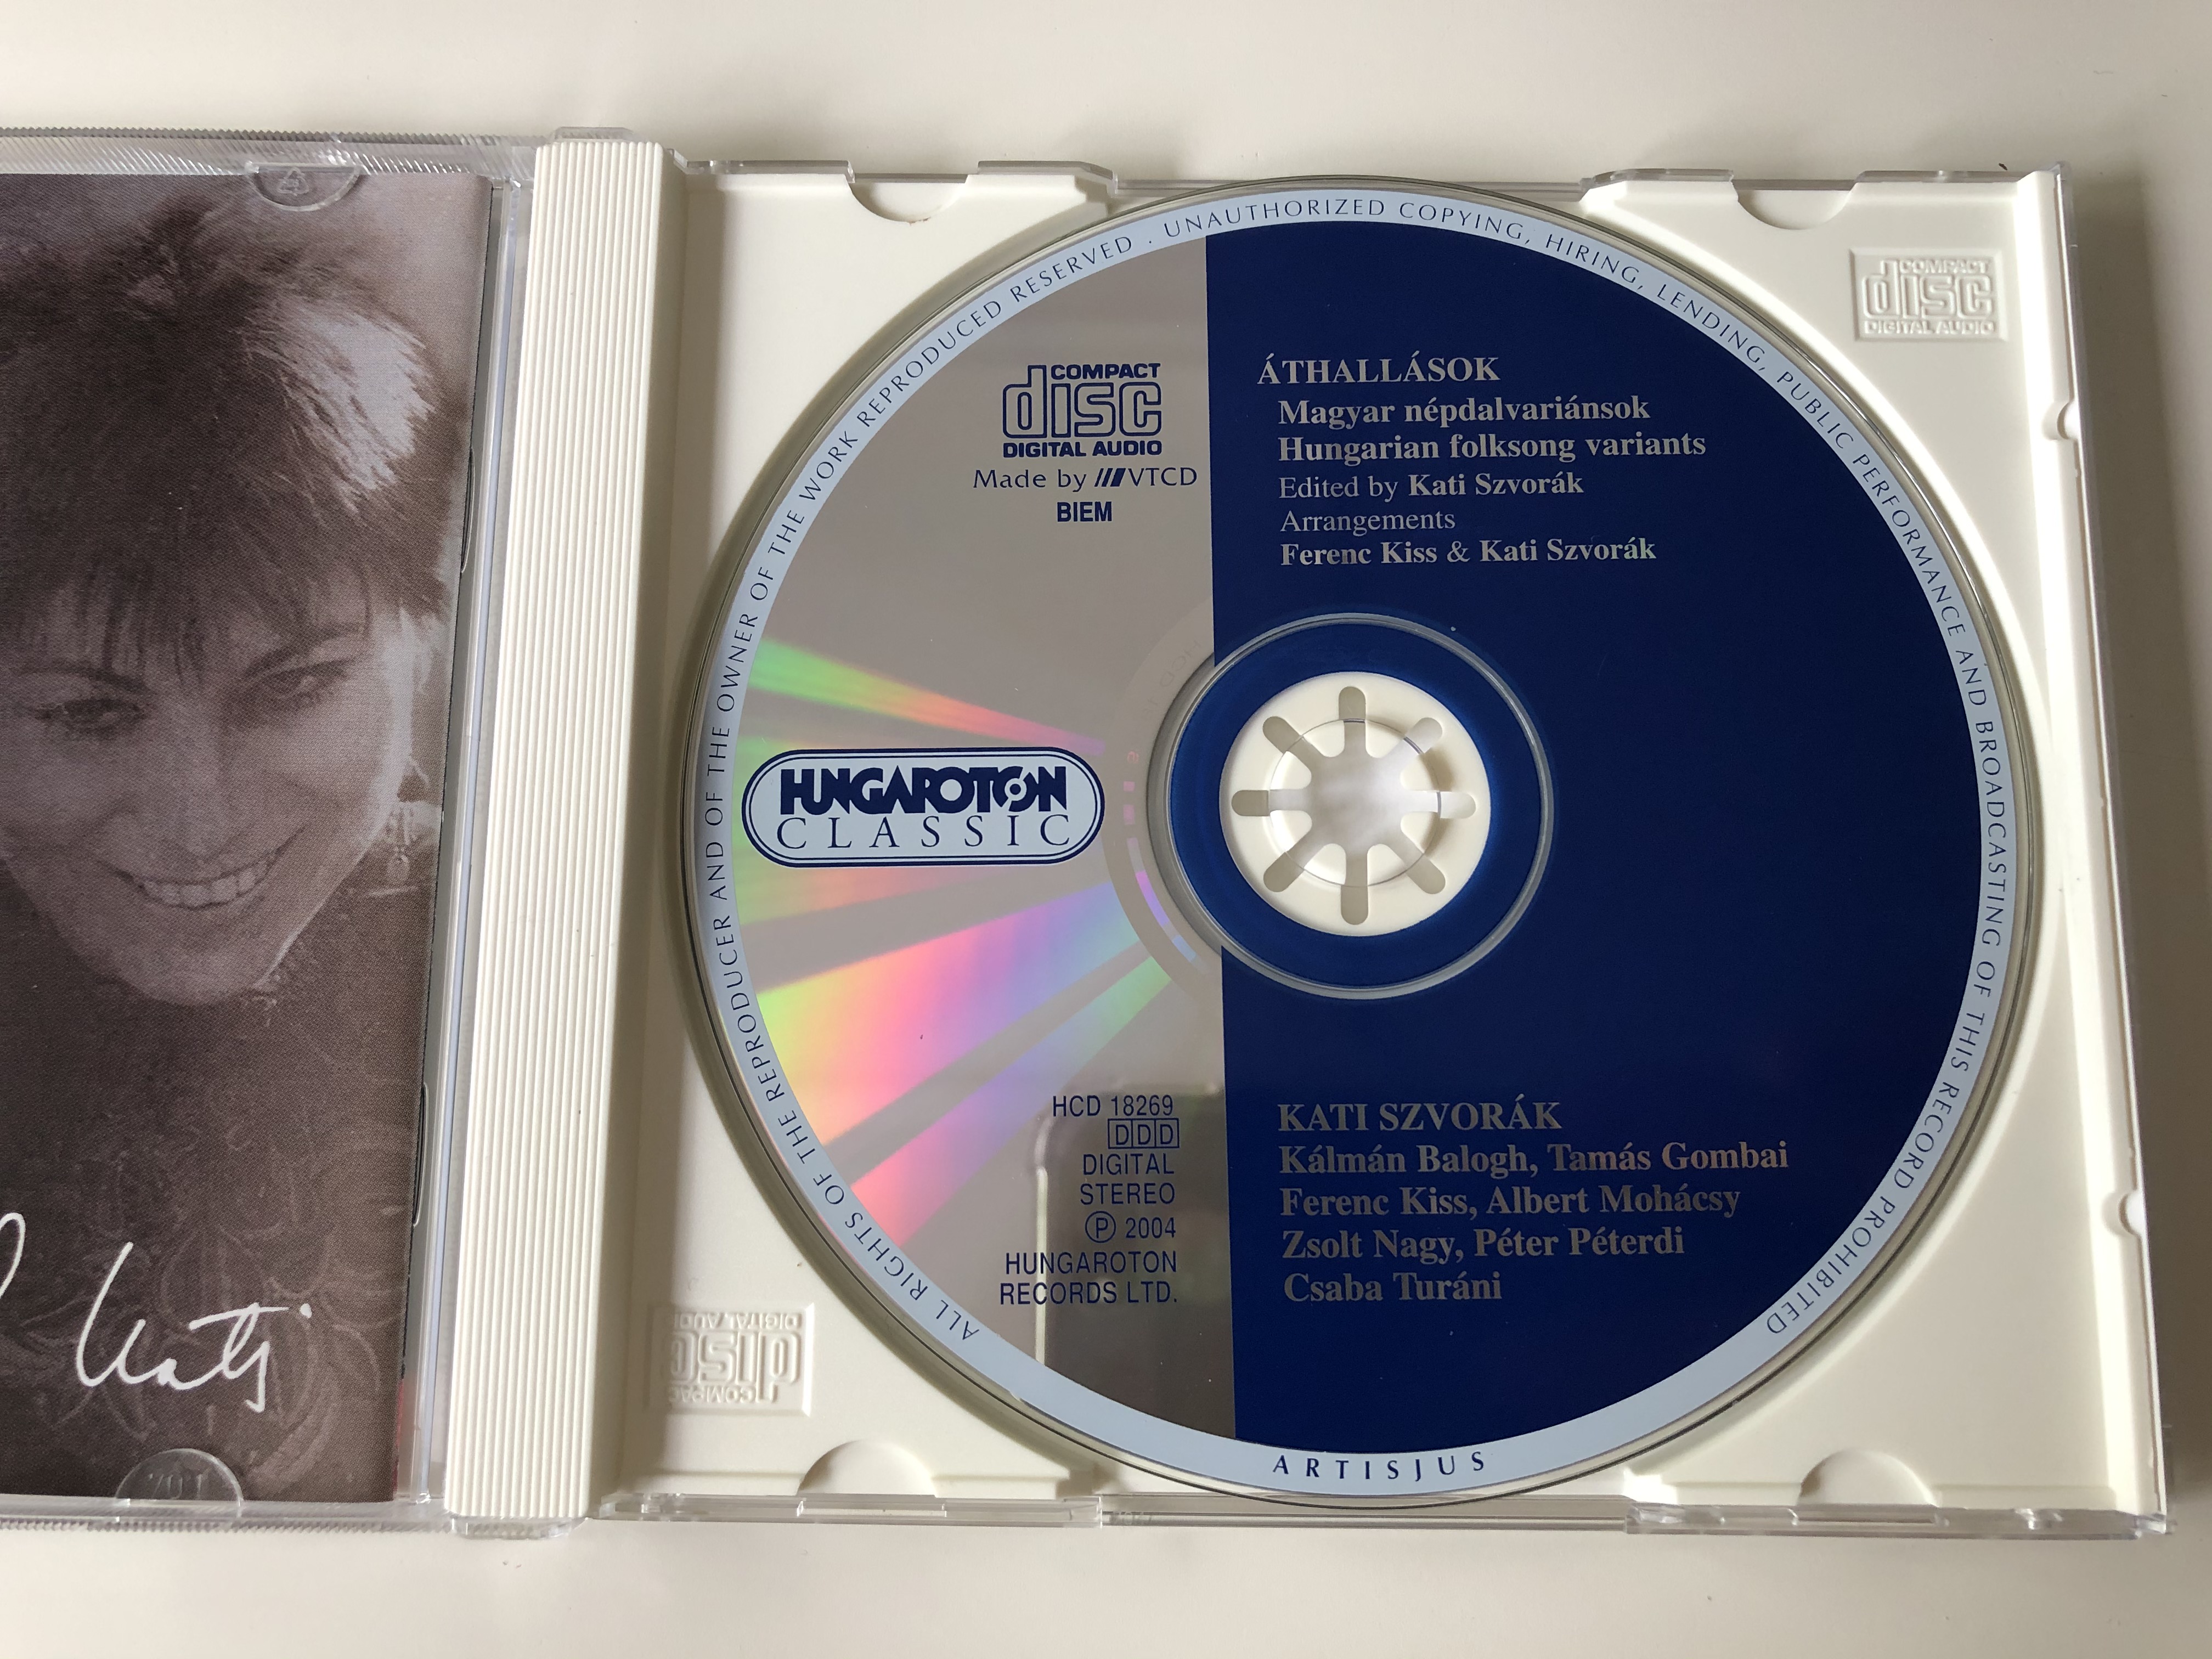 ALL RIGHTS OF THE REPRODUCER AND OF THE OWNER OF THE WORK REPRODUCED RESERVED . UNAUTHORIZED COPYING, HIRING, LENDING, PUBLIC PERFORMANCE AND BROADCASTING OF THIS RECORD PROHIBITED
COMPACT
disc
DIGITAL AUDIO
Made by VTCD
BIEM
ÁTHALLÁSOK
Magyar népdalvariánsok
Hungarian folksong variants
Edited by Kati Szvorák
Arrangements
Ferenc Kiss & Kati Szvorák
COMPACT
disc
DIGITAL AUDIO
HUNGAROTON
CLASSIC
HCD 18269
DDD
DIGITAL
STEREO
Ⓟ 2004
HUNGAROTON
RECORDS LTD.
KATI SZVORÁK
Kálmán Balogh, Tamás Gombai
Ferenc Kiss, Albert Mohácsy
Zsolt Nagy, Péter Péterdi
Csaba Turáni
ARTISJUS
Kati
COMPACT
disc
DIGITAL AUDIO